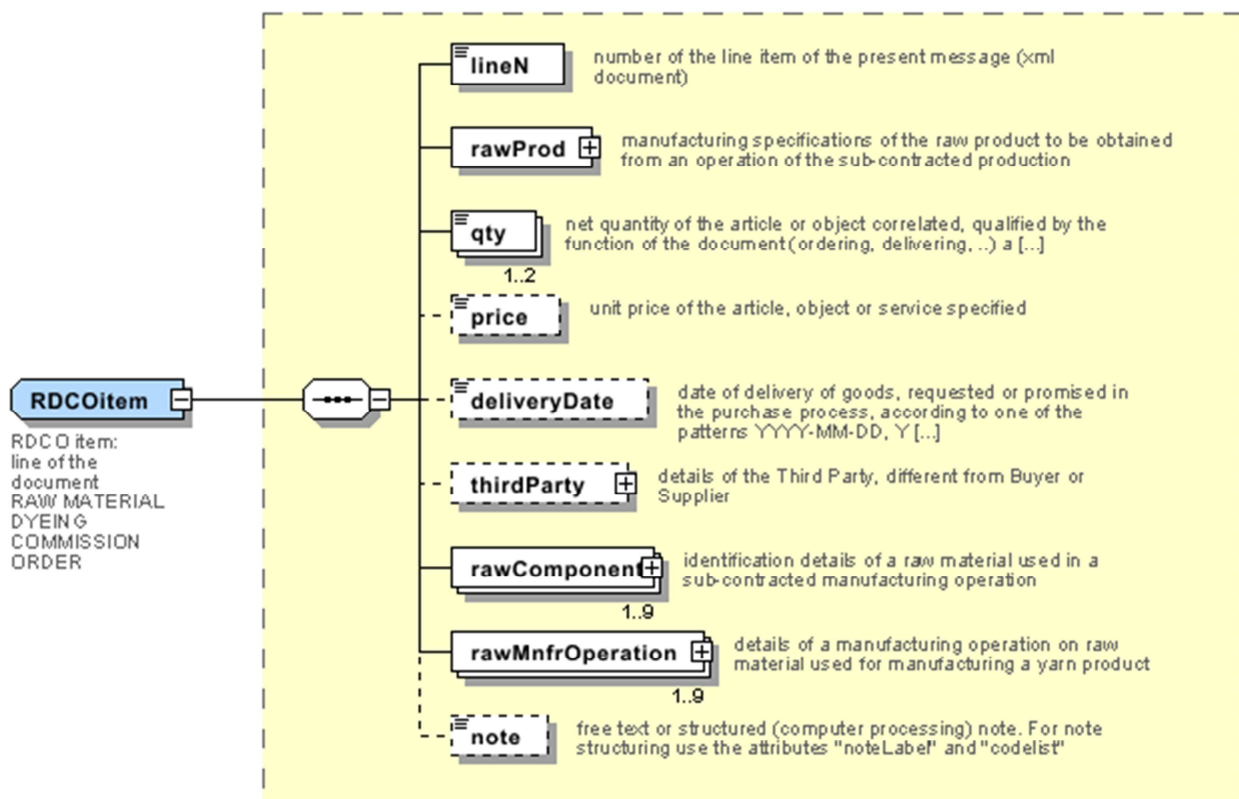 lineN
number of the line item of the present message (xml
document)
rawProd
manufacturing specifications of the raw product to be obtained
from an operation of the sub-contracted production
qty
net quantity of the article or object correlated, qualified by the
function of the document (ordering, delivering, ..) a [...]
1..2
price
unit price of the article, object or service specified
RDCOitem
RDCO item:
line of the
document
RAW MATERIAL
DYEING
COMMISSION
ORDER
deliveryDate
date of delivery of goods, requested or promised in
the purchase process, according to one of the
patterns YYYY-MM-DD, Y [...]
thirdParty
details of the Third Party, different from Buyer or
Supplier
rawComponent
identification details of a raw material used in a
sub-contracted manufacturing operation
1..9
rawMnfrOperation
details of a manufacturing operation on raw
material used for manufacturing a yarn product
1..9
note
free text or structured (computer processing) note. For note
structuring use the attributes "noteLabel" and "codelist"